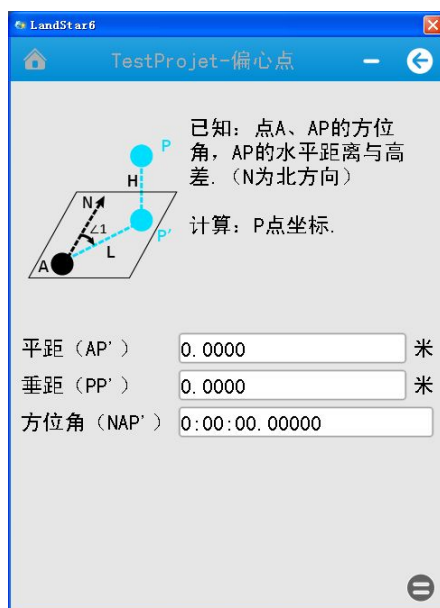 LandStar6
TestProjet-偏心点
已知: 点A、AP的方位
角，AP的水平距离与高
差.（N为北方向）
计算: P点坐标.
P
H
N
∠1
P'
L
A
平距（AP'） 0.0000 米
垂距（PP'） 0.0000 米
方位角（NAP'） 0:00:00.00000